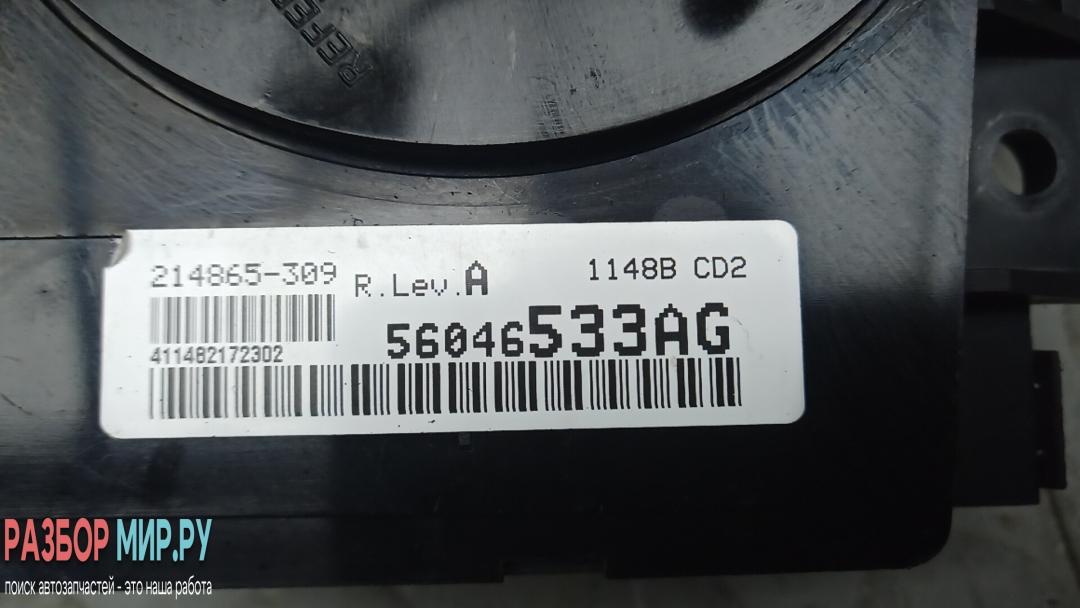 214865-309
R.Lev.A
1148B CD2
411482172302
56046533AG
РАЗБОР МИР.РУ
поиск автозапчастей - это наша работа